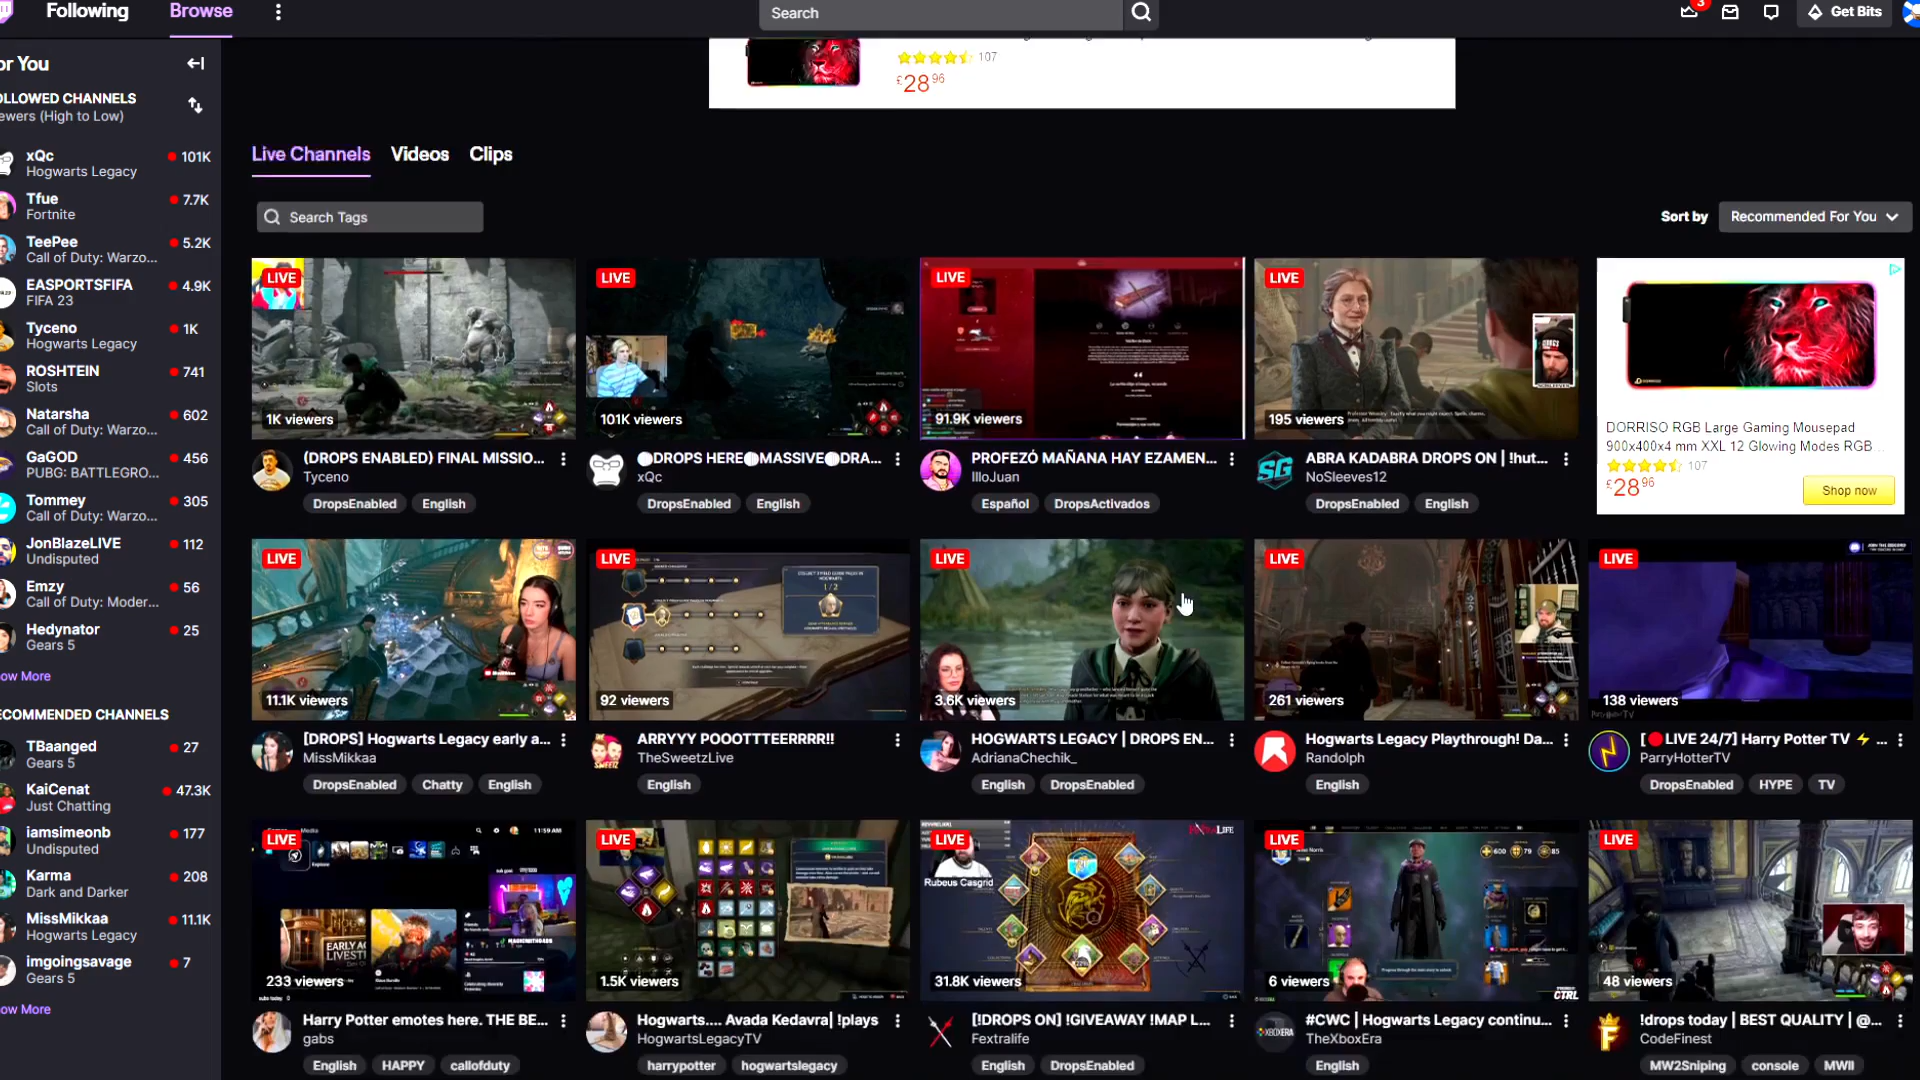 Following
Browse
Search
3
Get Bits
107
£28 96
or You
OLLOWED CHANNELS
ewers (High to Low)
xQc
101K
Hogwarts Legacy
Tfue
7.7K
Fortnite
TeePee
5.2K
Call of Duty: Warzo...
EASPORTSFIFA
4.9K
FIFA 23
Tyceno
1K
Hogwarts Legacy
ROSHTEIN
741
Slots
Natarsha
602
Call of Duty: Warzo...
GaGOD
456
PUBG: BATTLEGRO...
Tommey
305
Call of Duty: Warzo...
JonBlazeLIVE
112
Undisputed
Emzy
56
Call of Duty: Moder...
Hedynator
25
Gears 5
ow More
ECOMMENDED CHANNELS
TBaanged
27
Gears 5
KaiCenat
47.3K
Just Chatting
iamsimeonb
177
Undisputed
Karma
208
Dark and Darker
MissMikkaa
11.1K
Hogwarts Legacy
imgoingsavage
7
Gears 5
ow More
Live Channels
Videos
Clips
Search Tags
Sort by
Recommended For You
LIVE
1K viewers
(DROPS ENABLED) FINAL MISSIO...
Tyceno
DropsEnabled
English
LIVE
101K viewers
⚪DROPS HERE⚪MASSIVE⚪DRA...
xQc
DropsEnabled
English
LIVE
91.9K viewers
PROFEZÓ MAÑANA HAY EZAMEN...
IlloJuan
Español
DropsActivados
LIVE
195 viewers
ABRA KADABRA DROPS ON | !hut...
NoSleeves12
DropsEnabled
English
DORRISO RGB Large Gaming Mousepad
900x400x4 mm XXL 12 Glowing Modes RGB ...
107
£28 96
Shop now
LIVE
11.1K viewers
[DROPS] Hogwarts Legacy early a...
MissMikkaa
DropsEnabled
Chatty
English
LIVE
1 / 2
92 viewers
ARRYYY POOOTTTEERRRR!!
TheSweetzLive
English
LIVE
3.6K viewers
HOGWARTS LEGACY | DROPS EN...
AdrianaChechik_
English
DropsEnabled
LIVE
261 viewers
Hogwarts Legacy Playthrough! Da...
Randolph
English
LIVE
138 viewers
ParryHotterTV
[🔴LIVE 24/7] Harry Potter TV ⚡ ...
ParryHotterTV
DropsEnabled
HYPE
TV
LIVE
11:59 AM
233 viewers
Harry Potter emotes here. THE BE...
gabs
English
HAPPY
callofduty
LIVE
1.5K viewers
Hogwarts.... Avada Kedavra| !plays
HogwartsLegacyTV
harrypotter
hogwartslegacy
LIVE
Rubeus Casgrid
31.8K viewers
[!DROPS ON] !GIVEAWAY !MAP L...
Fextralife
English
DropsEnabled
LIVE
600
79
85
6 viewers
CTRL
XBOXERA
#CWC | Hogwarts Legacy continu...
TheXboxEra
English
LIVE
48 viewers
!drops today | BEST QUALITY | @...
CodeFinest
MW2Sniping
console
MWII